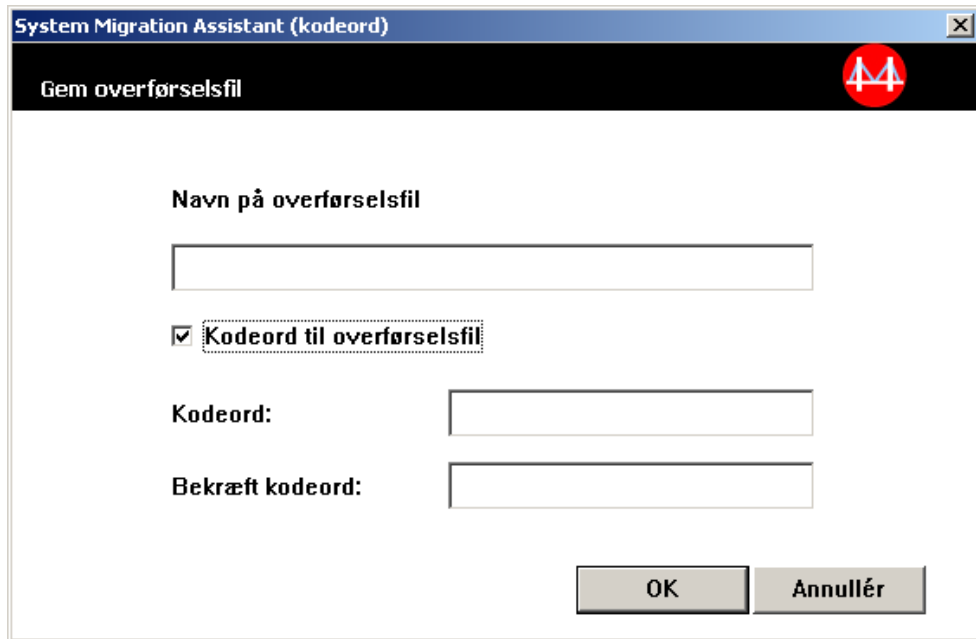 System Migration Assistant (kodeord)
Gem overførselsfil
Navn på overførselsfil
Kodeord til overførselsfil
Kodeord:
Bekræft kodeord:
OK Annullér